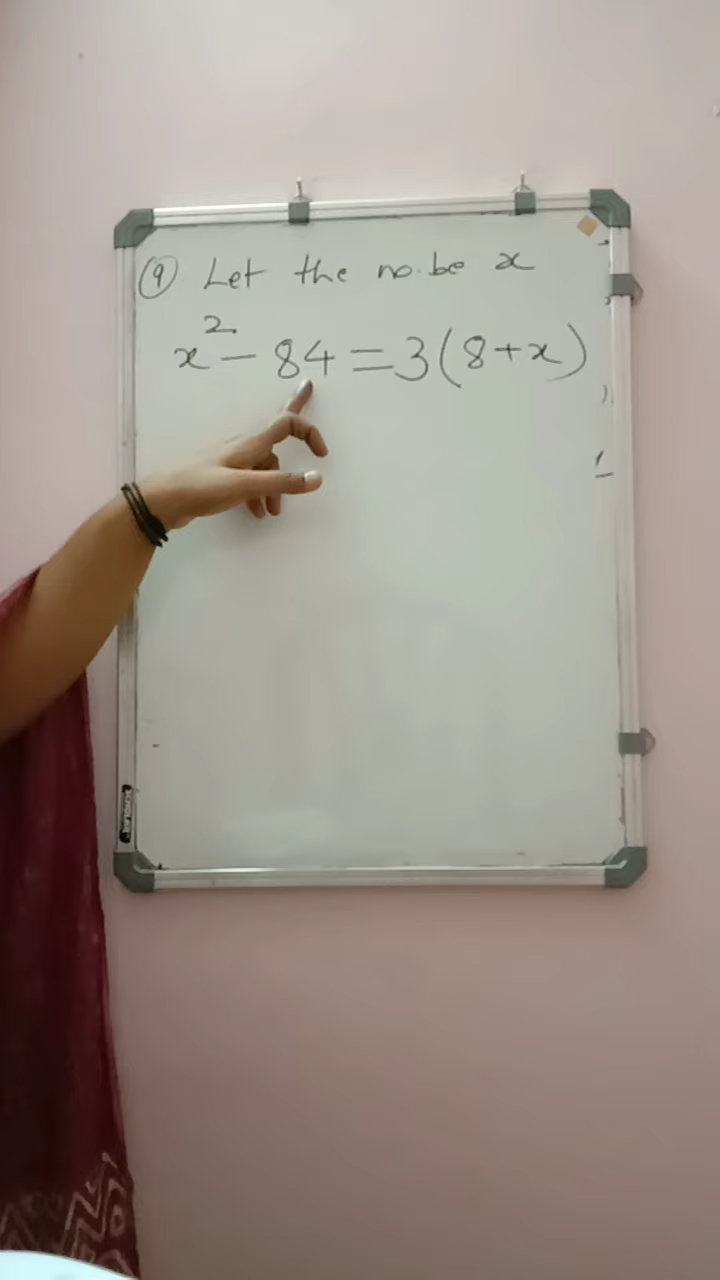 (9) Let the no. be x
x² - 84 = 3(8+x)